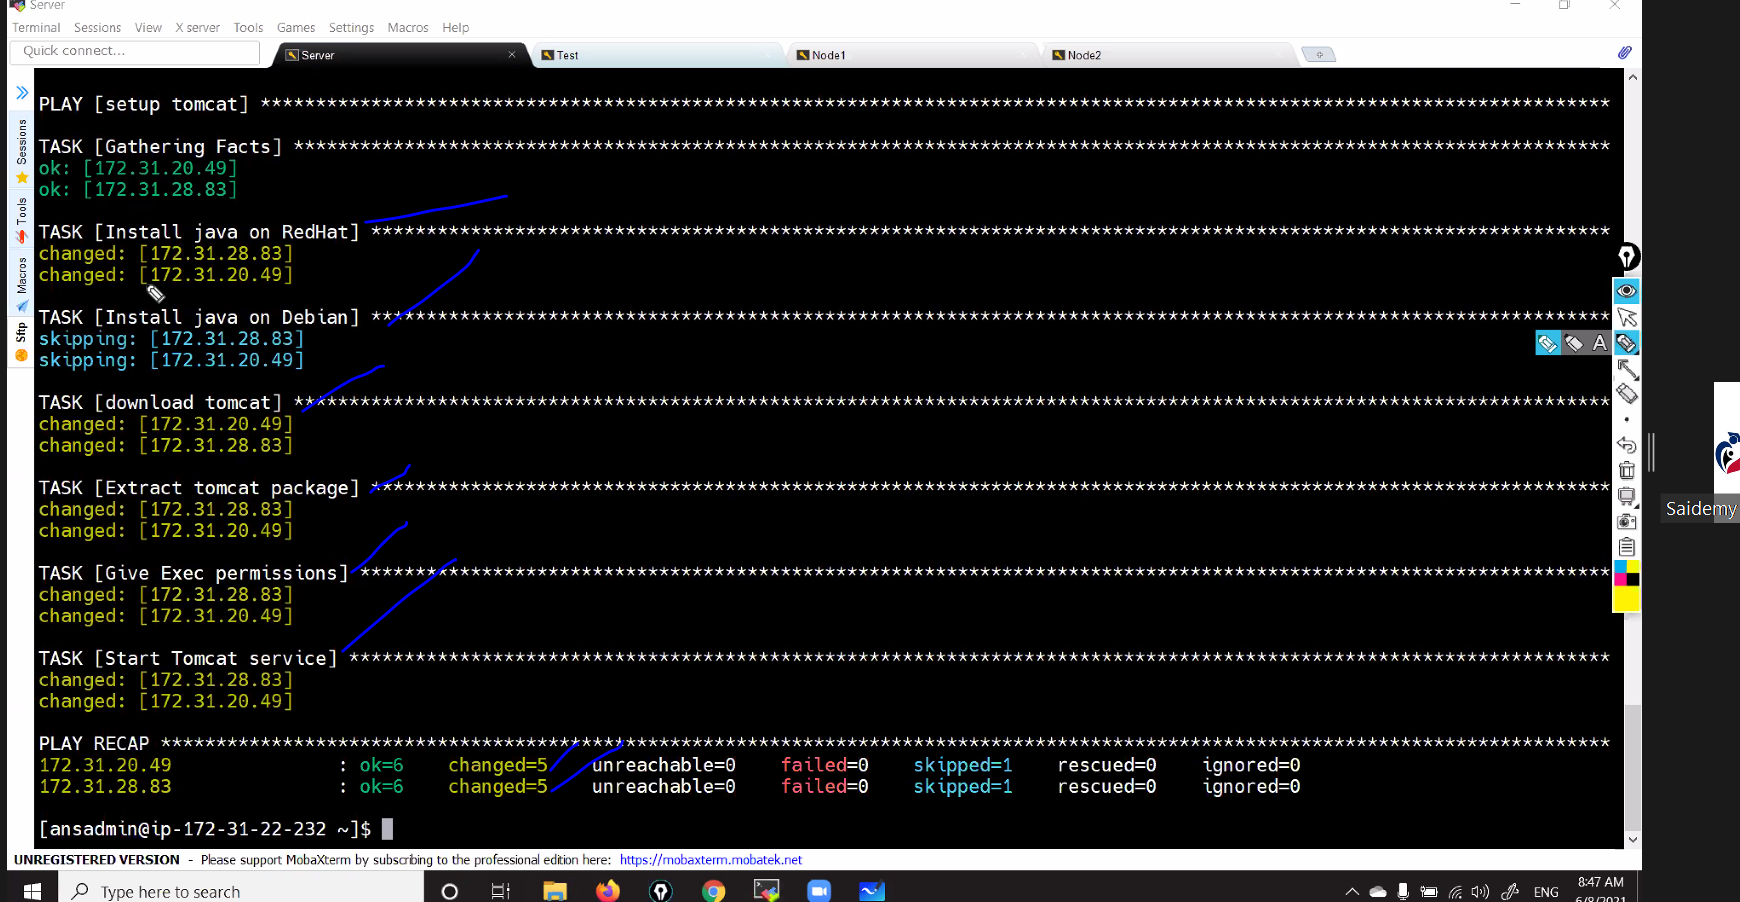 Server
Terminal Sessions View X server Tools Games Settings Macros Help
Quick connect...
Server
Test
Node1
Node2
Sessions
Tools
Macros
Sftp
PLAY [setup tomcat] **************************************************************************************************************************
TASK [Gathering Facts] ***********************************************************************************************************************
ok: [172.31.20.49]
ok: [172.31.28.83]
TASK [Install java on RedHat] ****************************************************************************************************************
changed: [172.31.28.83]
changed: [172.31.20.49]
TASK [Install java on Debian] ****************************************************************************************************************
skipping: [172.31.28.83]
skipping: [172.31.20.49]
TASK [download tomcat] ***********************************************************************************************************************
changed: [172.31.20.49]
changed: [172.31.28.83]
TASK [Extract tomcat package] ****************************************************************************************************************
changed: [172.31.28.83]
changed: [172.31.20.49]
TASK [Give Exec permissions] *****************************************************************************************************************
changed: [172.31.28.83]
changed: [172.31.20.49]
TASK [Start Tomcat service] ******************************************************************************************************************
changed: [172.31.28.83]
changed: [172.31.20.49]
PLAY RECAP ***********************************************************************************************************************************
172.31.20.49 : ok=6 changed=5 unreachable=0 failed=0 skipped=1 rescued=0 ignored=0
172.31.28.83 : ok=6 changed=5 unreachable=0 failed=0 skipped=1 rescued=0 ignored=0
[ansadmin@ip-172-31-22-232 ~]$
A
Saidemy
UNREGISTERED VERSION - Please support MobaXterm by subscribing to the professional edition here: https://mobaxterm.mobatek.net
Type here to search
ENG
8:47 AM
6/8/2021